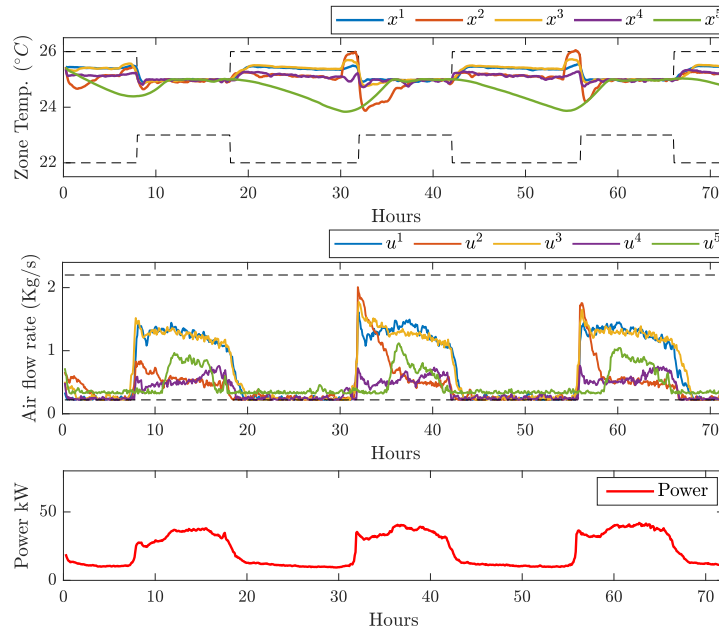 x¹ x² x³ x⁴ x⁵
Zone Temp. (°C)
26
24
22
0 10 20 30 40 50 60 70
Hours
u¹ u² u³ u⁴ u⁵
Air flow rate (Kg/s)
2
1
0
0 10 20 30 40 50 60 70
Hours
Power
Power kW
50
0
0 10 20 30 40 50 60 70
Hours